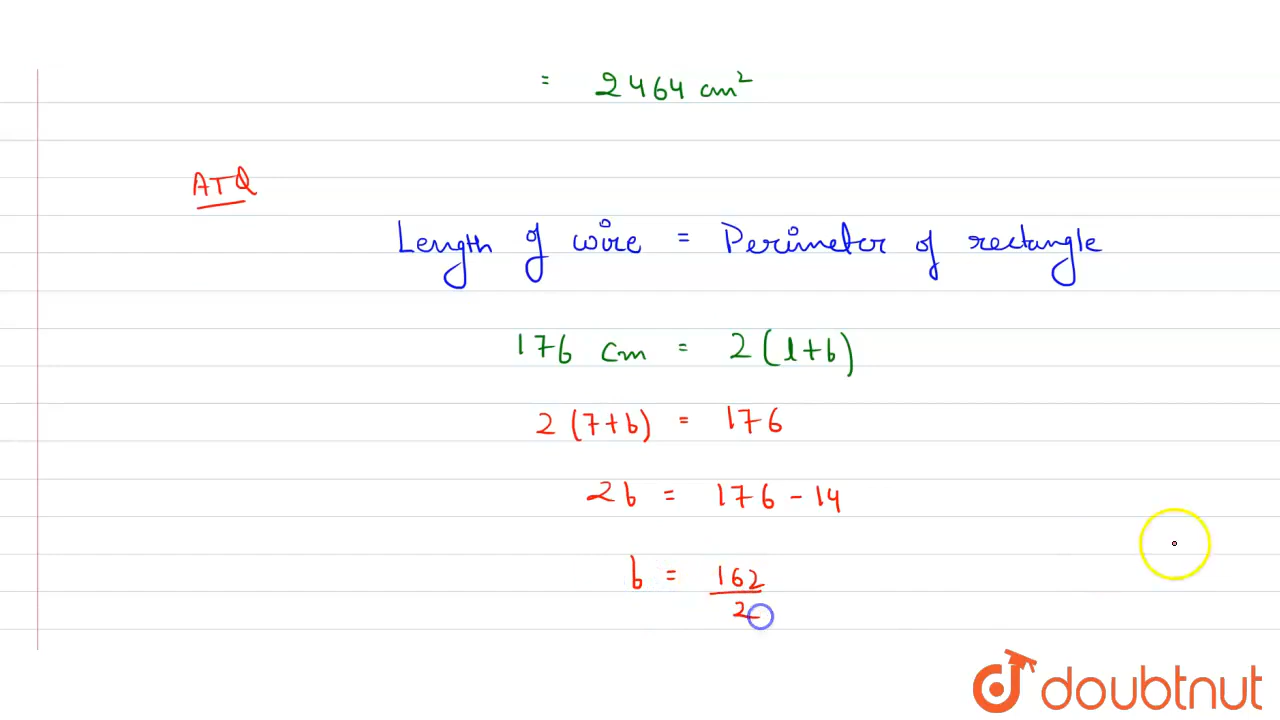 = 2464 cm²
ATQ
Length of wire = Perimeter of rectangle
176 cm = 2(l+b)
2(7+b) = 176
2b = 176-14
b = 162/2
doubtnut